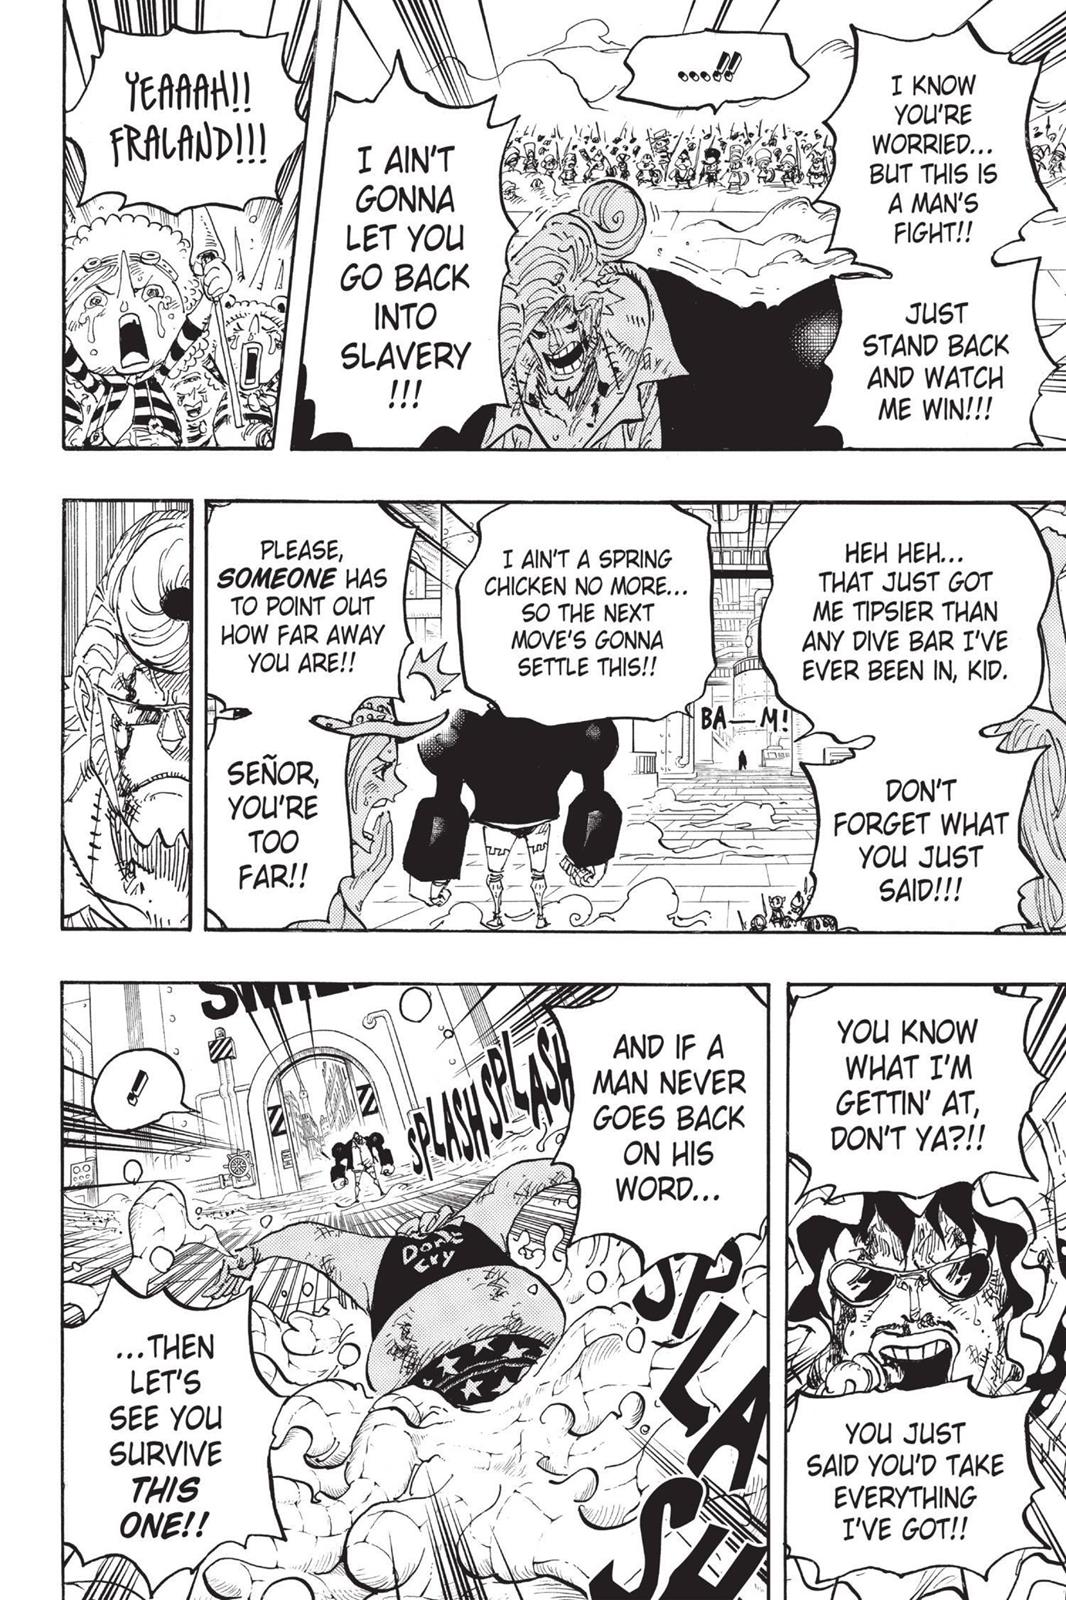 I KNOW
YOU'RE
WORRIED...
BUT THIS IS
A MAN'S
FIGHT!!
JUST
STAND BACK
AND WATCH
ME WIN!!!
....!!
I AIN'T
GONNA
LET YOU
GO BACK
INTO
SLAVERY
!!!
YEAAAH!!
FRALAND!!!
HEH HEH...
THAT JUST GOT
ME TIPSIER THAN
ANY DIVE BAR I'VE
EVER BEEN IN, KID.
DON'T
FORGET WHAT
YOU JUST
SAID!!!
BA—M!
I AIN'T A SPRING
CHICKEN NO MORE...
SO THE NEXT
MOVE'S GONNA
SETTLE THIS!!
PLEASE,
SOMEONE HAS
TO POINT OUT
HOW FAR AWAY
YOU ARE!!
SEÑOR,
YOU'RE
TOO
FAR!!
YOU KNOW
WHAT I'M
GETTIN' AT,
DON'T YA?!!
YOU JUST
SAID YOU'D TAKE
EVERYTHING
I'VE GOT!!
AND IF A
MAN NEVER
GOES BACK
ON HIS
WORD...
SPLASH SPLASH
!
Don't
Cry
SPLASH
...THEN
LET'S
SEE YOU
SURVIVE
THIS
ONE!!